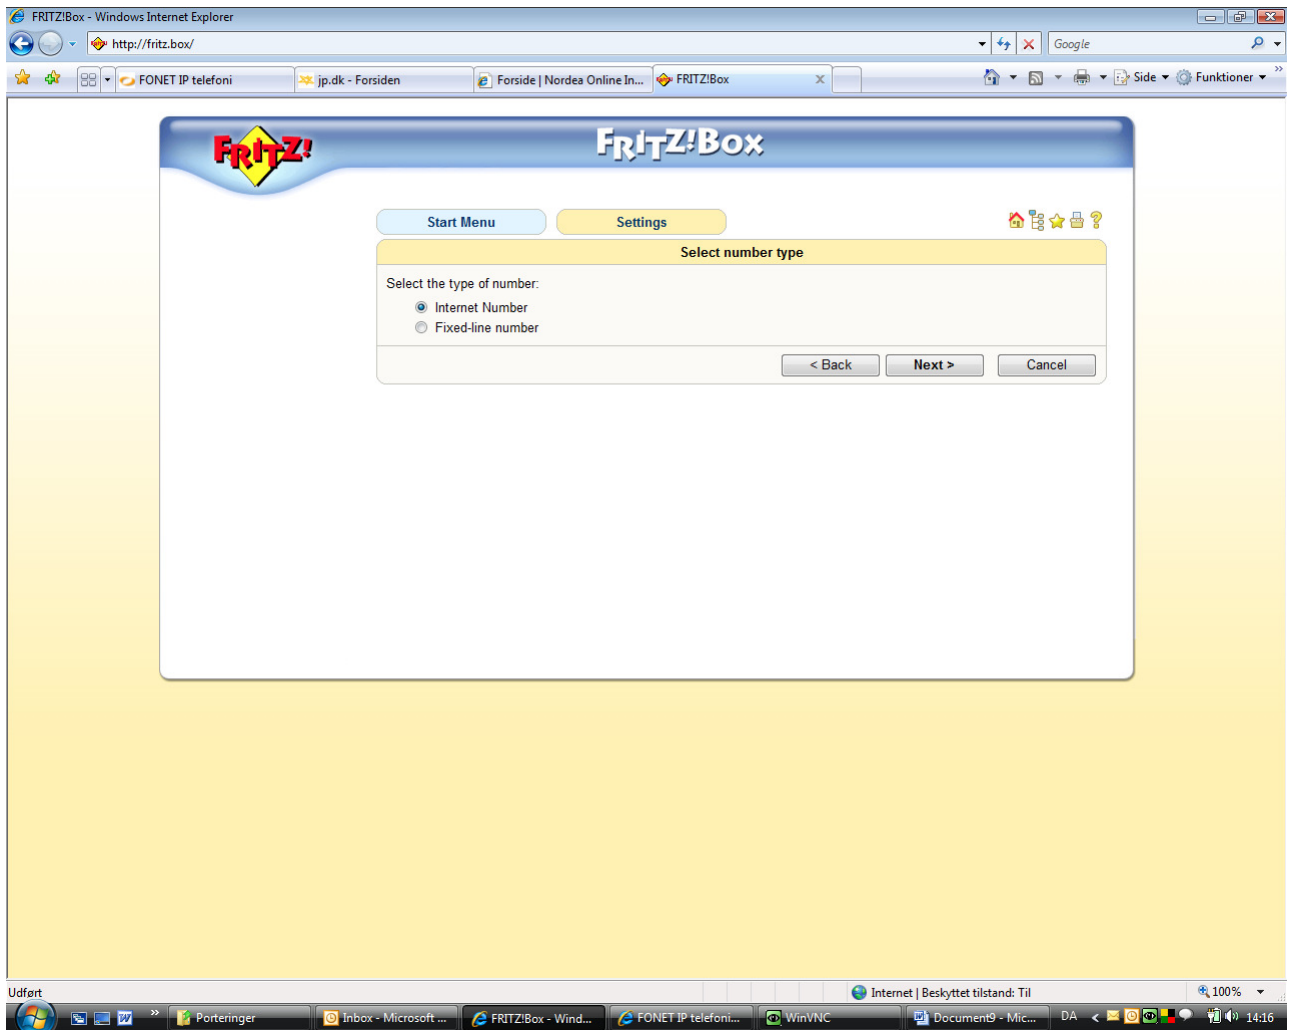 FRITZ!Box - Windows Internet Explorer
http://fritz.box/
Google
FONET IP telefoni
jp.dk - Forsiden
Forside | Nordea Online In...
FRITZ!Box
Side
Funktioner
FRITZ!
FRITZ!Box
Start Menu
Settings
Select number type
Select the type of number:
Internet Number
Fixed-line number
< Back
Next >
Cancel
Udført
Internet | Beskyttet tilstand: Til
100%
Porteringer
Inbox - Microsoft ...
FRITZ!Box - Wind...
FONET IP telefoni...
WinVNC
Document9 - Mic...
DA
14:16